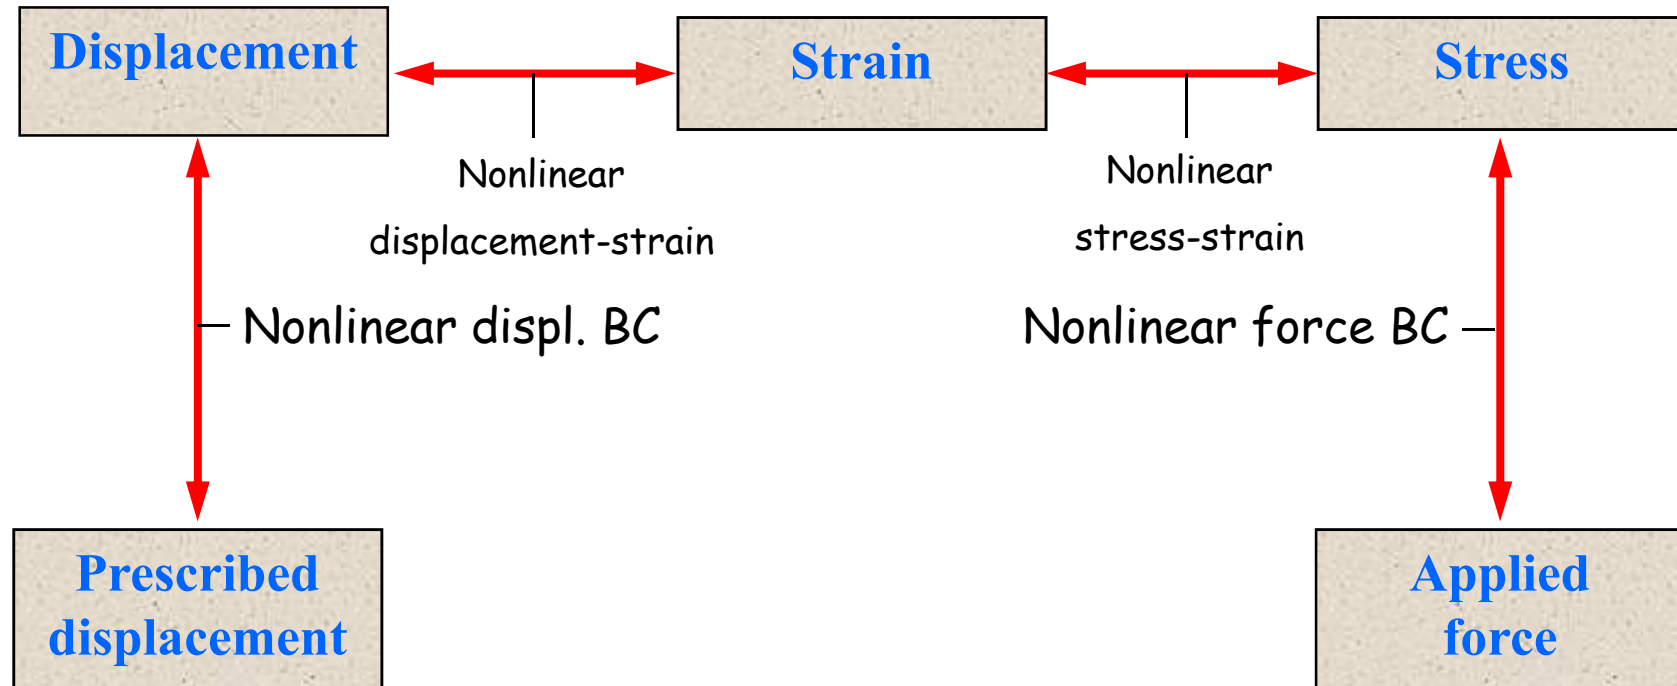 Displacement
Strain
Stress
Nonlinear
displacement-strain
Nonlinear
stress-strain
Nonlinear displ. BC
Nonlinear force BC
Prescribed
displacement
Applied
force